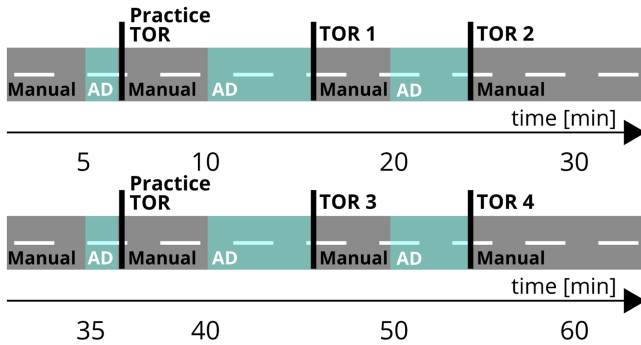 Practice
TOR
TOR 1
TOR 2
Manual
AD
Manual
AD
Manual
AD
Manual
time [min]
5
10
20
30
Practice
TOR
TOR 3
TOR 4
Manual
AD
Manual
AD
Manual
AD
Manual
time [min]
35
40
50
60